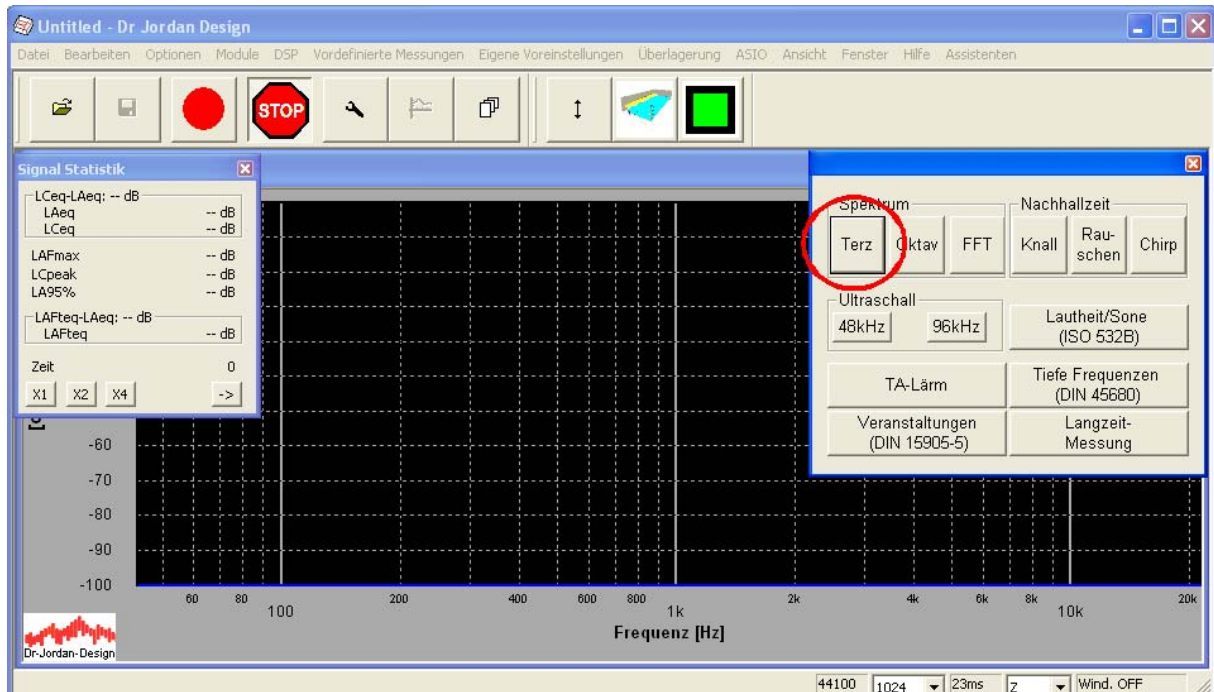 Untitled - Dr Jordan Design
Datei Bearbeiten Optionen Module DSP Vordefinierte Messungen Eigene Voreinstellungen Überlagerung ASIO Ansicht Fenster Hilfe Assistenten
STOP
Signal Statistik
LCeq-LAeq: -- dB
LAeq -- dB
LCeq -- dB
LAFmax -- dB
LCpeak -- dB
LA95% -- dB
LAFteq-LAeq: -- dB
LAFteq -- dB
Zeit 0
X1 X2 X4 ->
Spektrum
Terz Oktav FFT
Nachhallzeit
Knall Rau-
schen Chirp
Ultraschall
48kHz 96kHz
Lautheit/Sone
(ISO 532B)
TA-Lärm
Tiefe Frequenzen
(DIN 45680)
Veranstaltungen
(DIN 15905-5)
Langzeit-
Messung
-60
-70
-80
-90
-100
60 80 100 200 400 600 800 1k 2k 4k 6k 8k 10k 20k
Frequenz [Hz]
Dr-Jordan-Design
44100 1024 23ms Z Wind. OFF